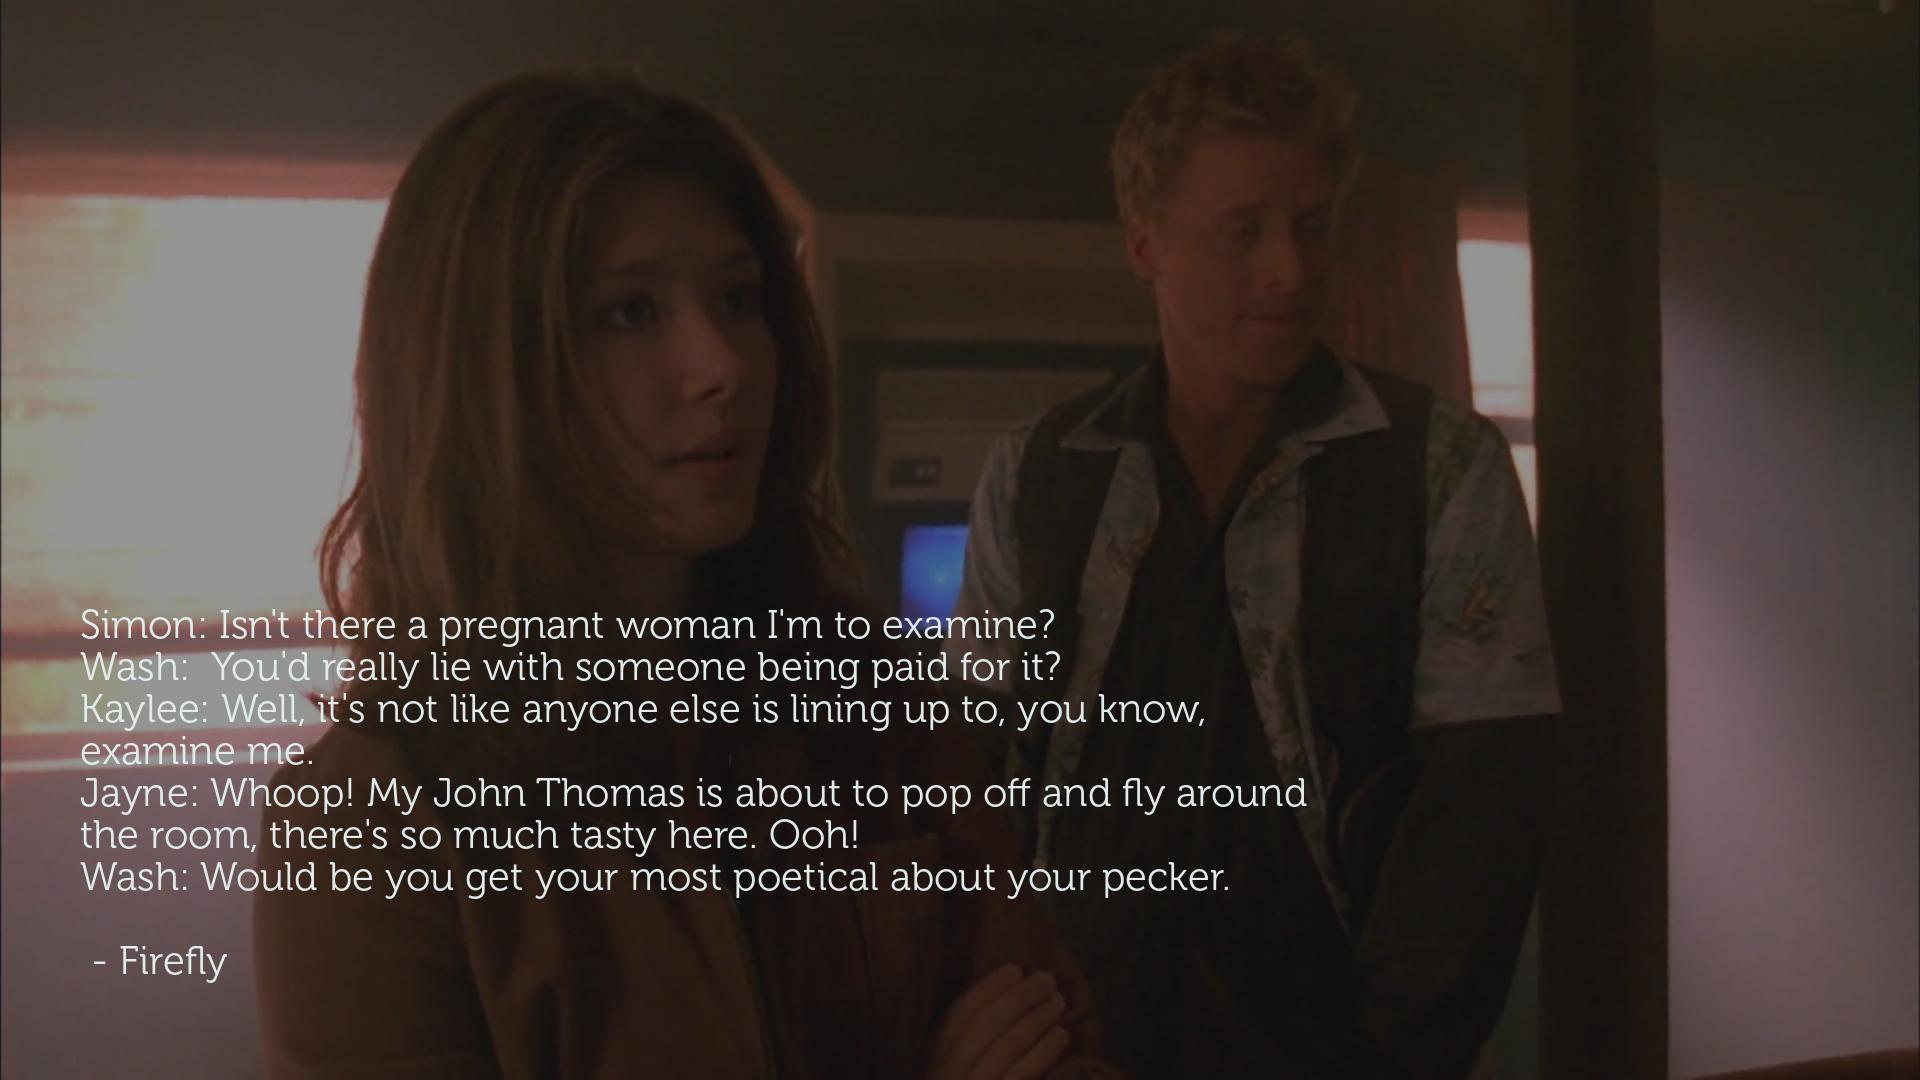 Simon: Isn't there a pregnant woman I'm to examine?
Wash:  You'd really lie with someone being paid for it?
Kaylee: Well, it's not like anyone else is lining up to, you know,
examine me.
Jayne: Whoop! My John Thomas is about to pop off and fly around
the room, there's so much tasty here. Ooh!
Wash: Would be you get your most poetical about your pecker.
- Firefly